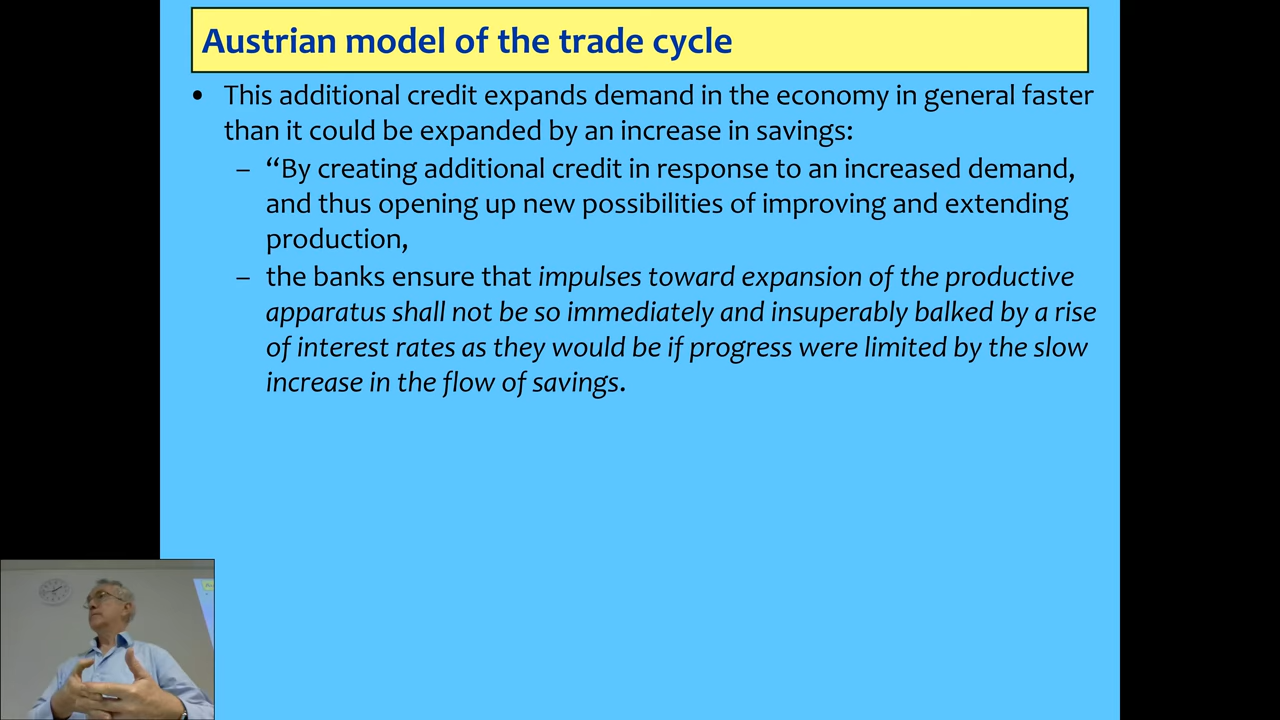 Austrian model of the trade cycle
• This additional credit expands demand in the economy in general faster
than it could be expanded by an increase in savings:
– “By creating additional credit in response to an increased demand,
and thus opening up new possibilities of improving and extending
production,
– the banks ensure that impulses toward expansion of the productive
apparatus shall not be so immediately and insuperably balked by a rise
of interest rates as they would be if progress were limited by the slow
increase in the flow of savings.